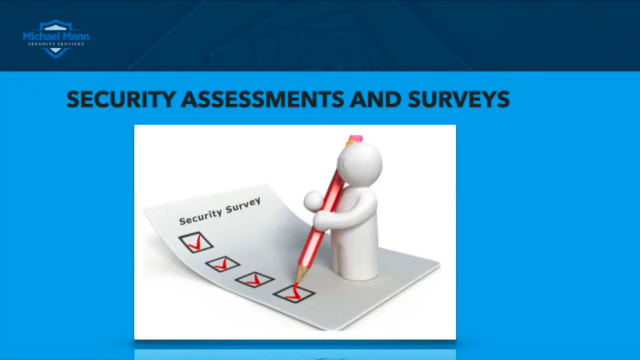 Michael Mann
SECURITY SERVICES
SECURITY ASSESSMENTS AND SURVEYS
Security Survey